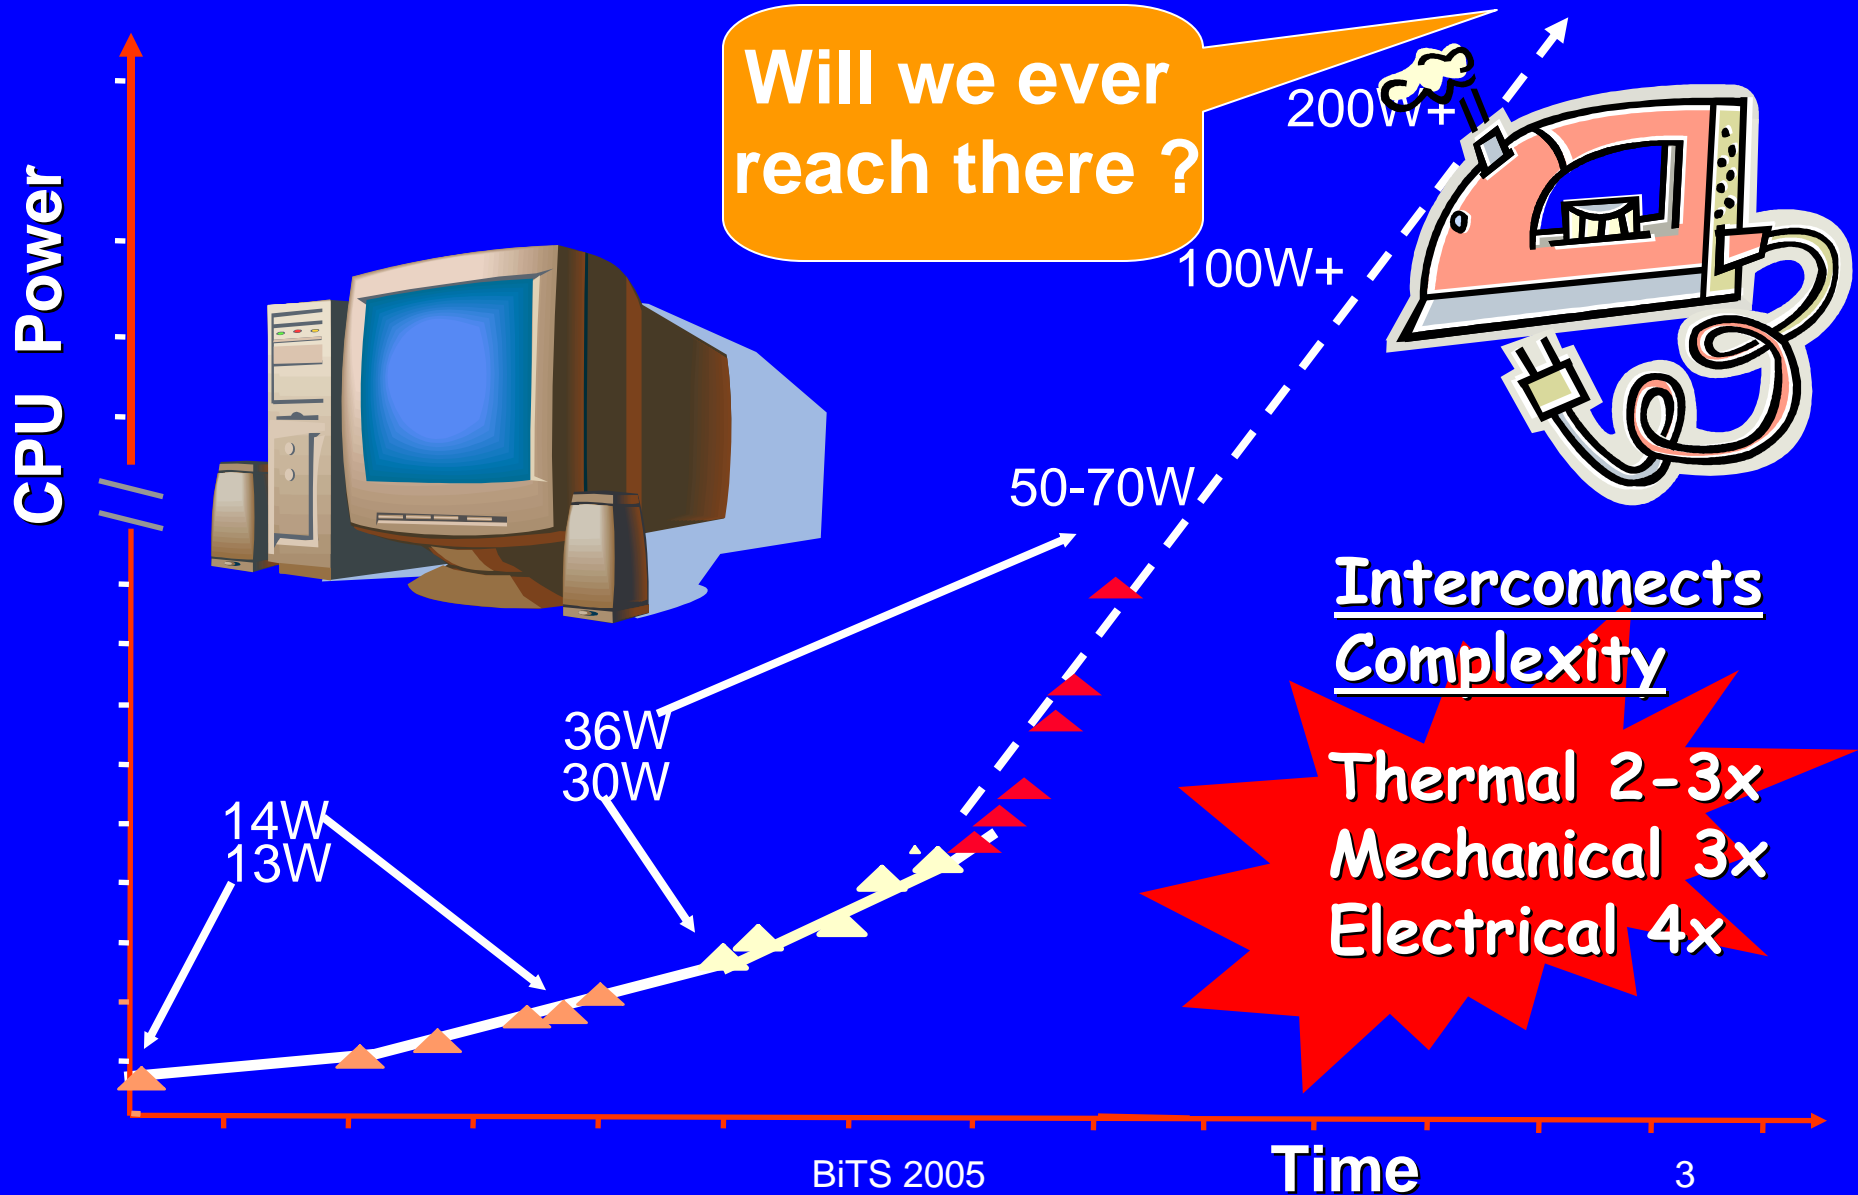 Will we ever
reach there ?
200W+
100W+
CPU Power
50-70W
36W
30W
14W
13W
Interconnects
Complexity
Thermal 2-3x
Mechanical 3x
Electrical 4x
Time
BiTS 2005
3